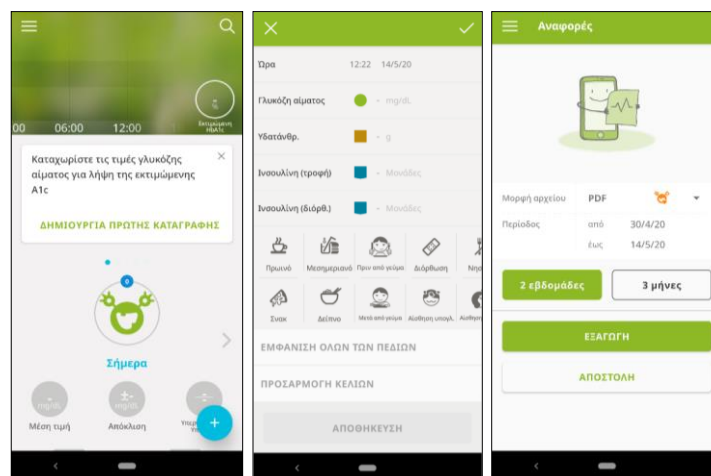 %
Εκτιμώμενη
HbA1c
00 06:00 12:00
Καταχωρίστε τις τιμές γλυκόζης
αίματος για λήψη της εκτιμώμενης
A1c
ΔΗΜΙΟΥΡΓΙΑ ΠΡΩΤΗΣ ΚΑΤΑΓΡΑΦΗΣ
0
Σήμερα
mg/dL mg/dL
Μέση τιμή Απόκλιση
Ώρα 12:22 14/5/20
Γλυκόζη αίματος - mg/dL
Υδατάνθρ. - g
Ινσουλίνη (τροφή) - Μονάδες
Ινσουλίνη (διόρθ.) - Μονάδες
Πρωινό Μεσημεριανό Πριν από γεύμα Διόρθωση
Σνακ Δείπνο Μετά από γεύμα Αίσθηση υπογλ. Αίσθηση
ΕΜΦΑΝΙΣΗ ΟΛΩΝ ΤΩΝ ΠΕΔΙΩΝ
ΠΡΟΣΑΡΜΟΓΗ ΚΕΛΙΩΝ
ΑΠΟΘΗΚΕΥΣΗ
Αναφορές
Μορφή αρχείου PDF
Περίοδος από 30/4/20
έως 14/5/20
2 εβδομάδες 3 μήνες
ΕΞΑΓΩΓΗ
ΑΠΟΣΤΟΛΗ